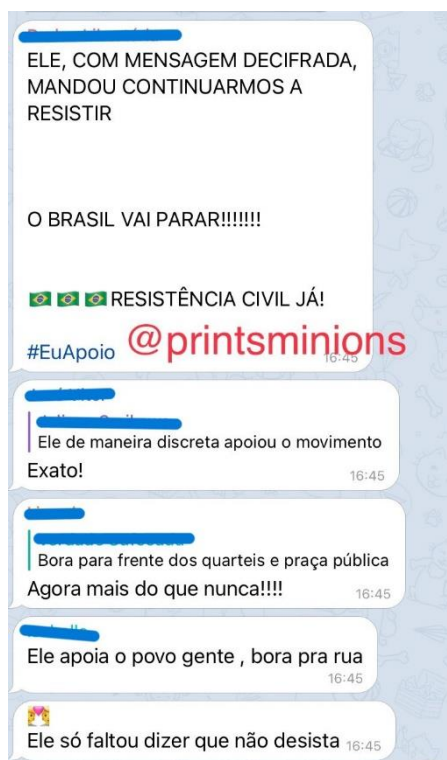 ELE, COM MENSAGEM DECIFRADA,
MANDOU CONTINUARMOS A
RESISTIR
O BRASIL VAI PARAR!!!!!!!
🇧🇷 🇧🇷 🇧🇷 RESISTÊNCIA CIVIL JÁ!
#EuApoio @printsminions
16:45
Ele de maneira discreta apoiou o movimento
Exato! 16:45
Bora para frente dos quarteis e praça pública
Agora mais do que nunca!!!! 16:45
Ele apoia o povo gente , bora pra rua
16:45
Ele só faltou dizer que não desista 16:45